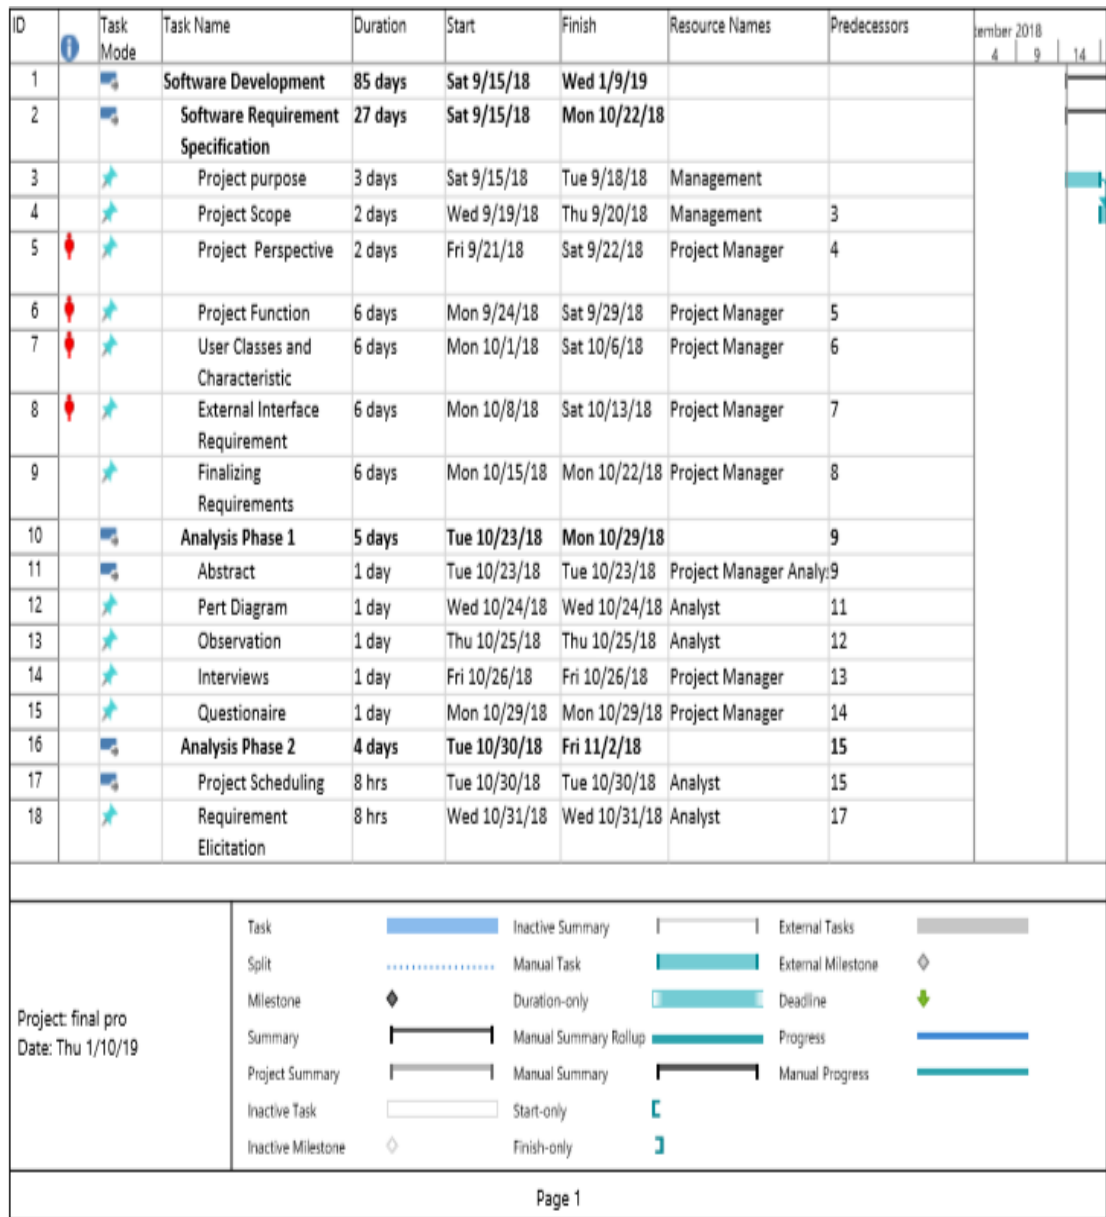 ID Task Mode Task Name Duration Start Finish Resource Names Predecessors tember 2018
4 9 14
1 Software Development 85 days Sat 9/15/18 Wed 1/9/19
2 Software Requirement Specification 27 days Sat 9/15/18 Mon 10/22/18
3 Project purpose 3 days Sat 9/15/18 Tue 9/18/18 Management
4 Project Scope 2 days Wed 9/19/18 Thu 9/20/18 Management 3
5 Project Perspective 2 days Fri 9/21/18 Sat 9/22/18 Project Manager 4
6 Project Function 6 days Mon 9/24/18 Sat 9/29/18 Project Manager 5
7 User Classes and Characteristic 6 days Mon 10/1/18 Sat 10/6/18 Project Manager 6
8 External Interface Requirement 6 days Mon 10/8/18 Sat 10/13/18 Project Manager 7
9 Finalizing Requirements 6 days Mon 10/15/18 Mon 10/22/18 Project Manager 8
10 Analysis Phase 1 5 days Tue 10/23/18 Mon 10/29/18 9
11 Abstract 1 day Tue 10/23/18 Tue 10/23/18 Project Manager Analy: 9
12 Pert Diagram 1 day Wed 10/24/18 Wed 10/24/18 Analyst 11
13 Observation 1 day Thu 10/25/18 Thu 10/25/18 Analyst 12
14 Interviews 1 day Fri 10/26/18 Fri 10/26/18 Project Manager 13
15 Questionaire 1 day Mon 10/29/18 Mon 10/29/18 Project Manager 14
16 Analysis Phase 2 4 days Tue 10/30/18 Fri 11/2/18 15
17 Project Scheduling 8 hrs Tue 10/30/18 Tue 10/30/18 Analyst 15
18 Requirement Elicitation 8 hrs Wed 10/31/18 Wed 10/31/18 Analyst 17
Project: final pro
Date: Thu 1/10/19
Task Inactive Summary External Tasks
Split Manual Task External Milestone
Milestone Duration-only Deadline
Summary Manual Summary Rollup Progress
Project Summary Manual Summary Manual Progress
Inactive Task Start-only
Inactive Milestone Finish-only
Page 1